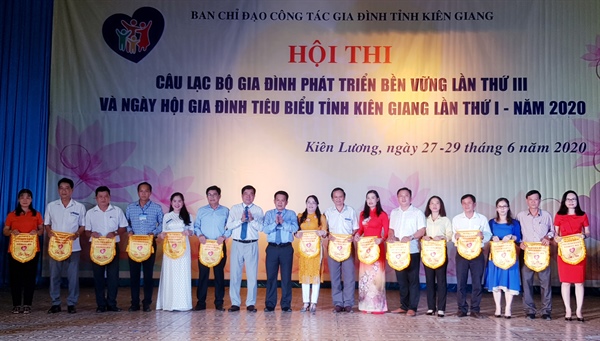 BAN CHỈ ĐẠO CÔNG TÁC GIA ĐÌNH TỈNH KIÊN GIANG
HỘI THI
CÂU LẠC BỘ GIA ĐÌNH PHÁT TRIỂN BỀN VỮNG LẦN THỨ III
VÀ NGÀY HỘI GIA ĐÌNH TIÊU BIỂU TỈNH KIÊN GIANG LẦN THỨ I - NĂM 2020
Kiên Lương, ngày 27-29 tháng 6 năm 2020